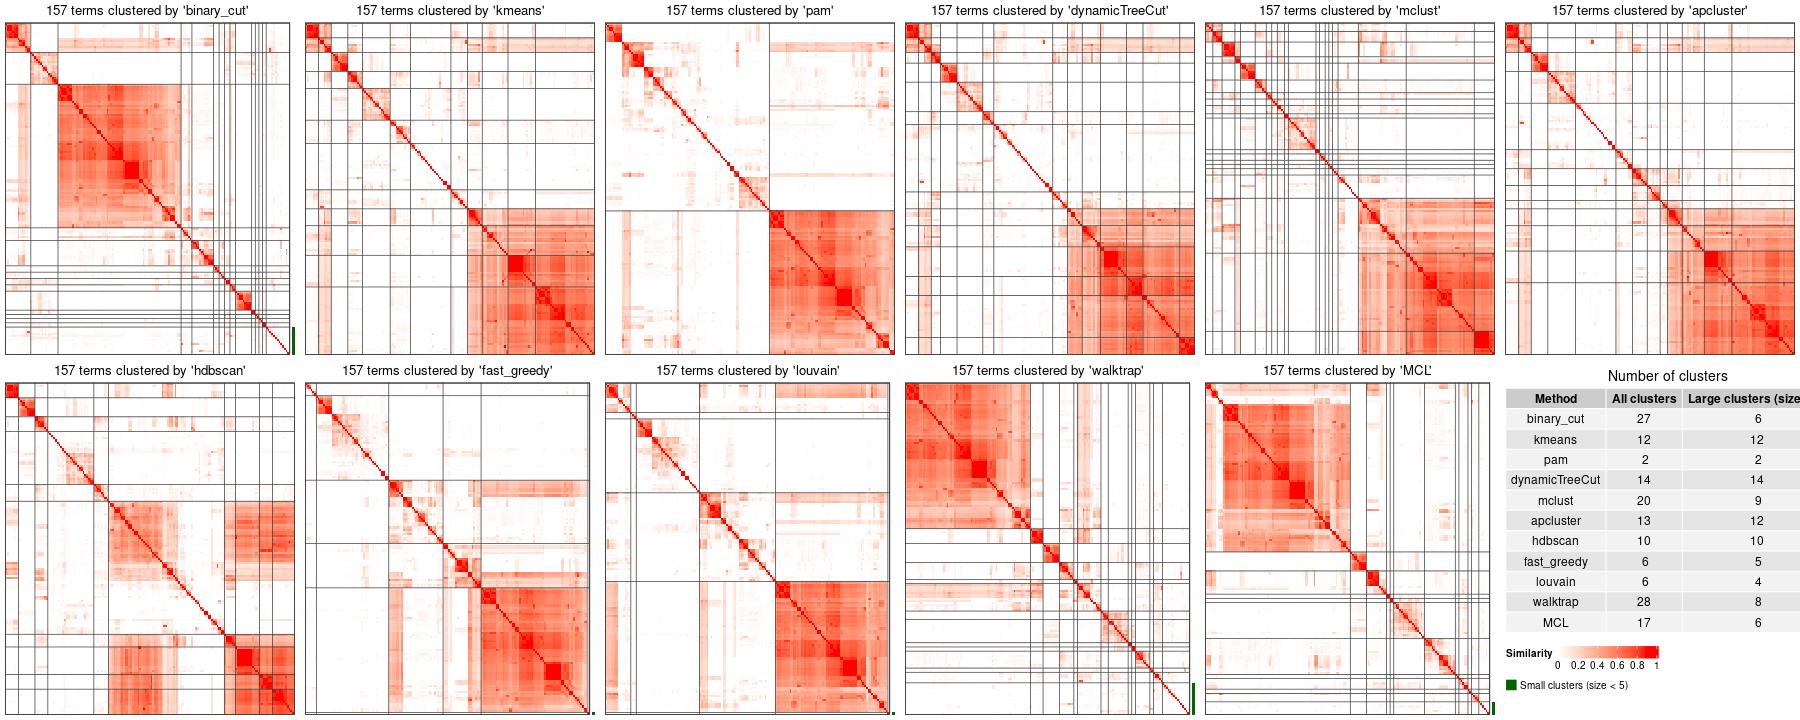 157 terms clustered by 'binary_cut'
157 terms clustered by 'kmeans'
157 terms clustered by 'pam'
157 terms clustered by 'dynamicTreeCut'
157 terms clustered by 'mclust'
157 terms clustered by 'apcluster'
157 terms clustered by 'hdbscan'
157 terms clustered by 'fast_greedy'
157 terms clustered by 'louvain'
157 terms clustered by 'walktrap'
157 terms clustered by 'MCL'
Number of clusters
Method All clusters Large clusters (size
binary_cut 27 6
kmeans 12 12
pam 2 2
dynamicTreeCut 14 14
mclust 20 9
apcluster 13 12
hdbscan 10 10
fast_greedy 6 5
louvain 6 4
walktrap 28 8
MCL 17 6
Similarity
0 0.2 0.4 0.6 0.8 1
Small clusters (size < 5)